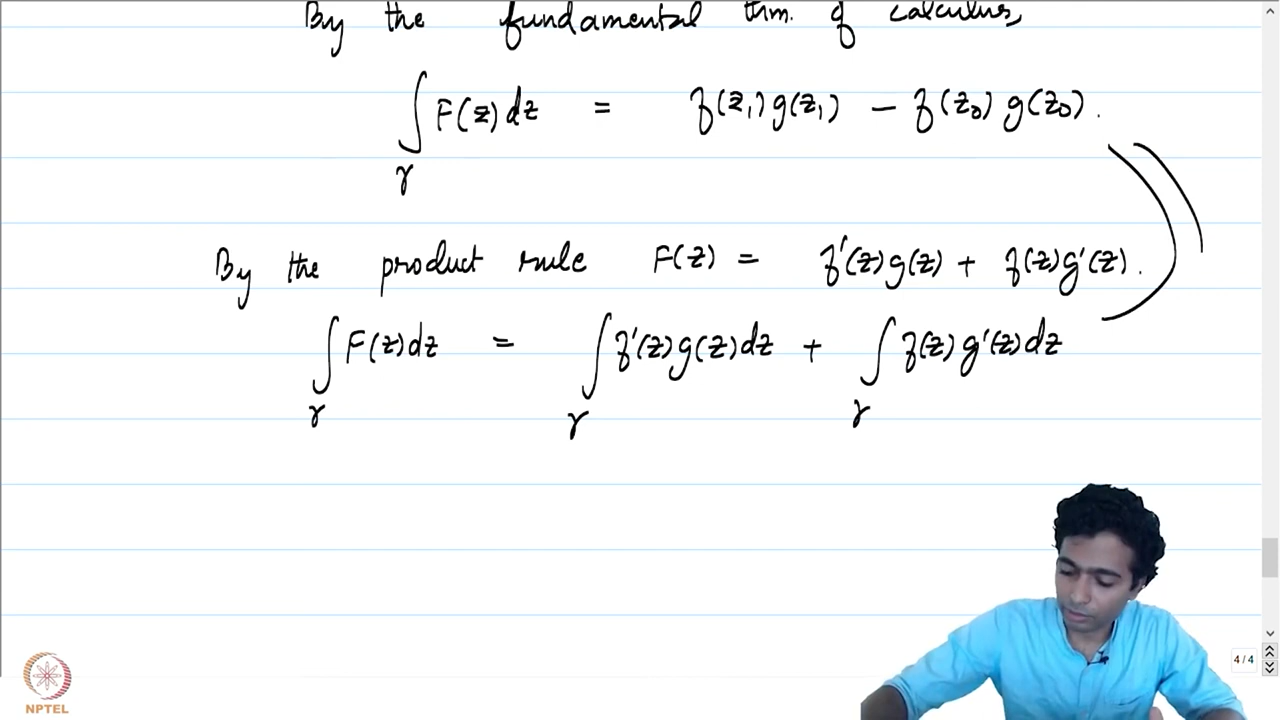 By the fundamental thm. of calculus,
∫_γ F(z)dz = f(z₁)g(z₁) − f(z₀)g(z₀).
By the product rule F(z) = f'(z)g(z) + f(z)g'(z).
∫_γ F(z)dz = ∫_γ f'(z)g(z)dz + ∫_γ f(z)g'(z)dz
4 / 4
NPTEL